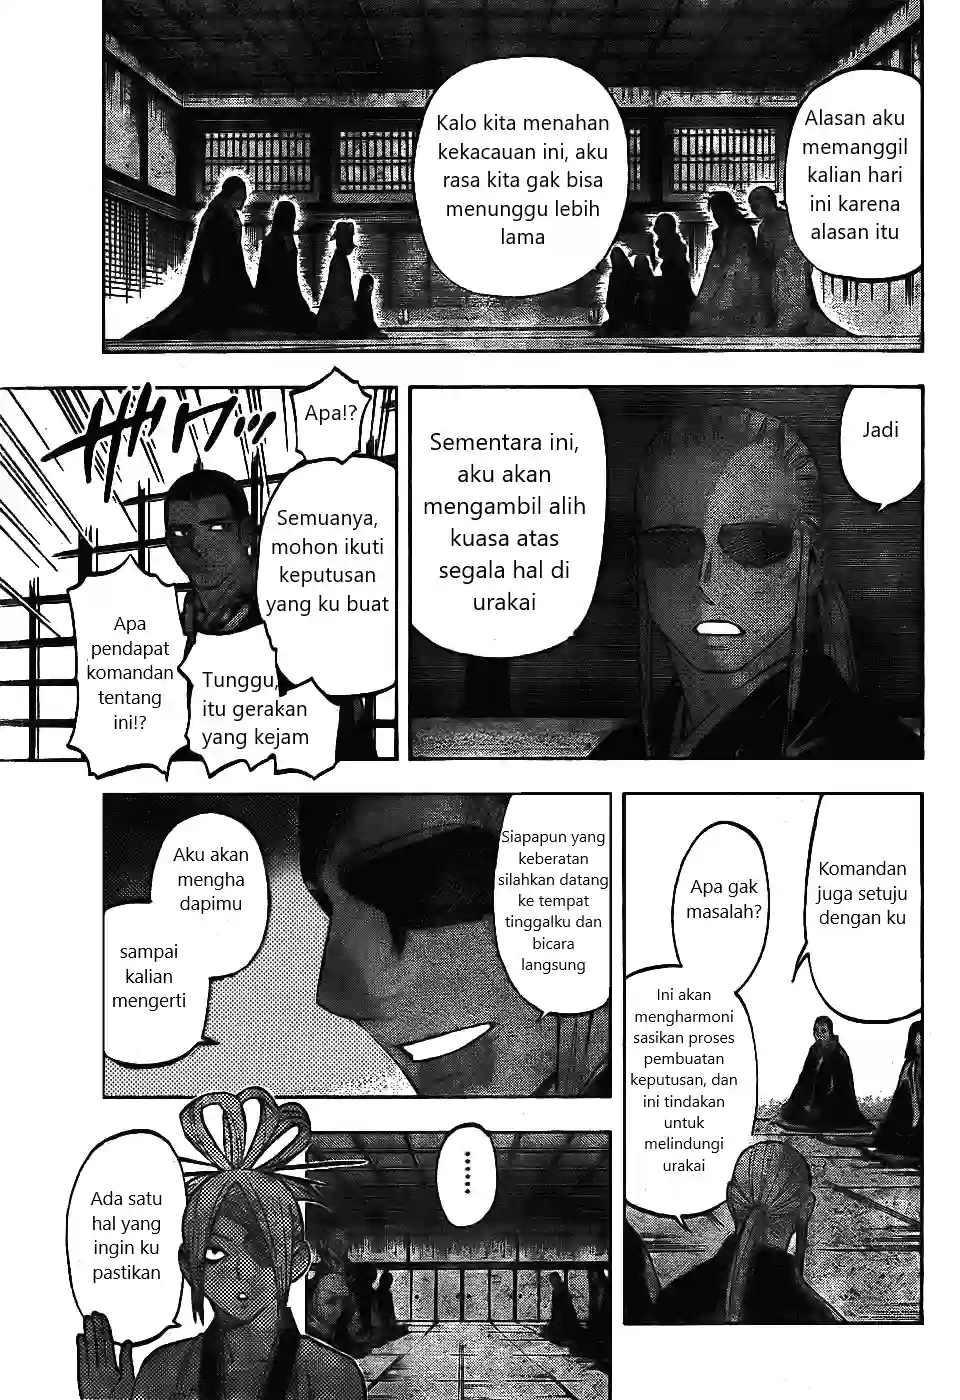 Alasan aku
memanggil
kalian hari
ini karena
alasan itu
Kalo kita menahan
kekacauan ini, aku
rasa kita gak bisa
menunggu lebih
lama
Jadi
Sementara ini,
aku akan
mengambil alih
kuasa atas
segala hal di
urakai
Apa!?
ザワッ…
Semuanya,
mohon ikuti
keputusan
yang ku buat
Tunggu,
itu gerakan
yang kejam
Apa
pendapat
komandan
tentang
ini!?
Komandan
juga setuju
dengan ku
Apa gak
masalah?
Ini akan
mengharmoni
sasikan proses
pembuatan
keputusan, dan
ini tindakan
untuk
melindungi
urakai
Siapapun yang
keberatan
silahkan datang
ke tempat
tinggalku dan
bicara
langsung
Aku akan
mengha
dapimu
sampai
kalian
mengerti
......
Ada satu
hal yang
ingin ku
pastikan